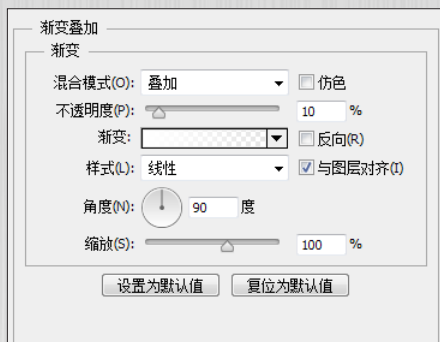 渐变叠加
渐变
混合模式(O): 叠加 仿色
不透明度(P): 10 %
渐变: 反向(R)
样式(L): 线性 与图层对齐(I)
角度(N): 90 度
缩放(S): 100 %
设置为默认值 复位为默认值